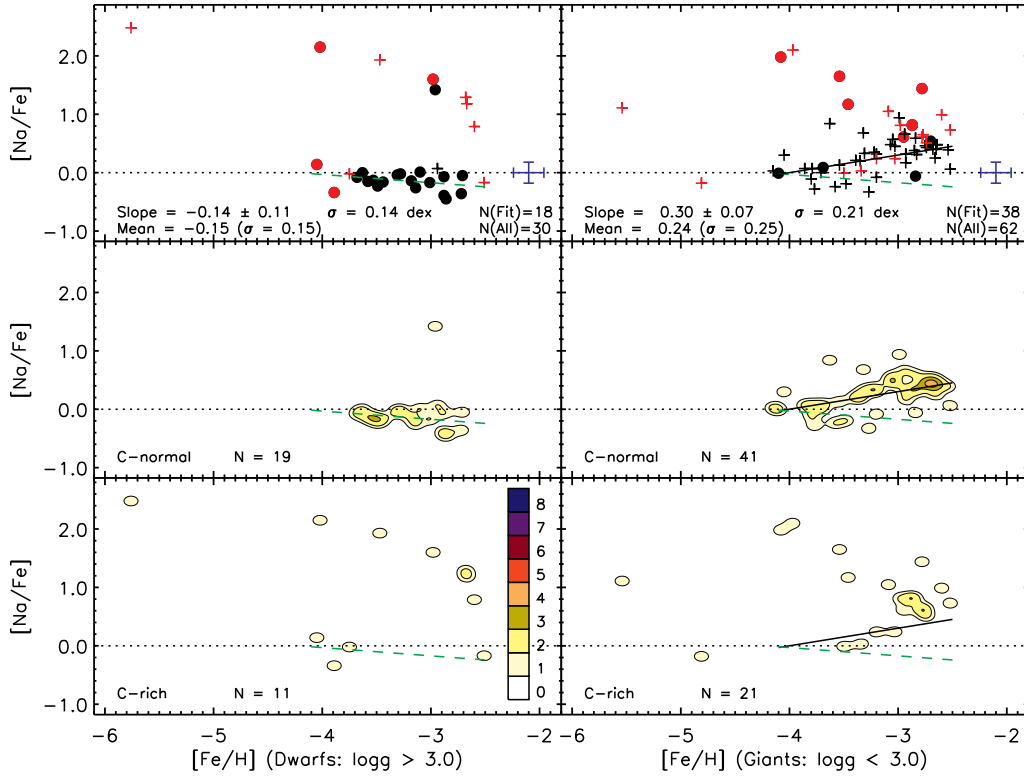 [Na/Fe]
2.0
1.0
0.0
−1.0
Slope = −0.14 ± 0.11 σ = 0.14 dex N(Fit)=18
Mean = −0.15 (σ = 0.15) N(All)=30
Slope = 0.30 ± 0.07 σ = 0.21 dex N(Fit)=38
Mean = 0.24 (σ = 0.25) N(All)=62
[Na/Fe]
2.0
1.0
0.0
−1.0
C-normal N = 19
C-normal N = 41
[Na/Fe]
2.0
1.0
0.0
−1.0
C-rich N = 11
8
7
6
5
4
3
2
1
0
C-rich N = 21
−6 −5 −4 −3 −2
−6 −5 −4 −3 −2
[Fe/H] (Dwarfs: logg > 3.0)
[Fe/H] (Giants: logg < 3.0)